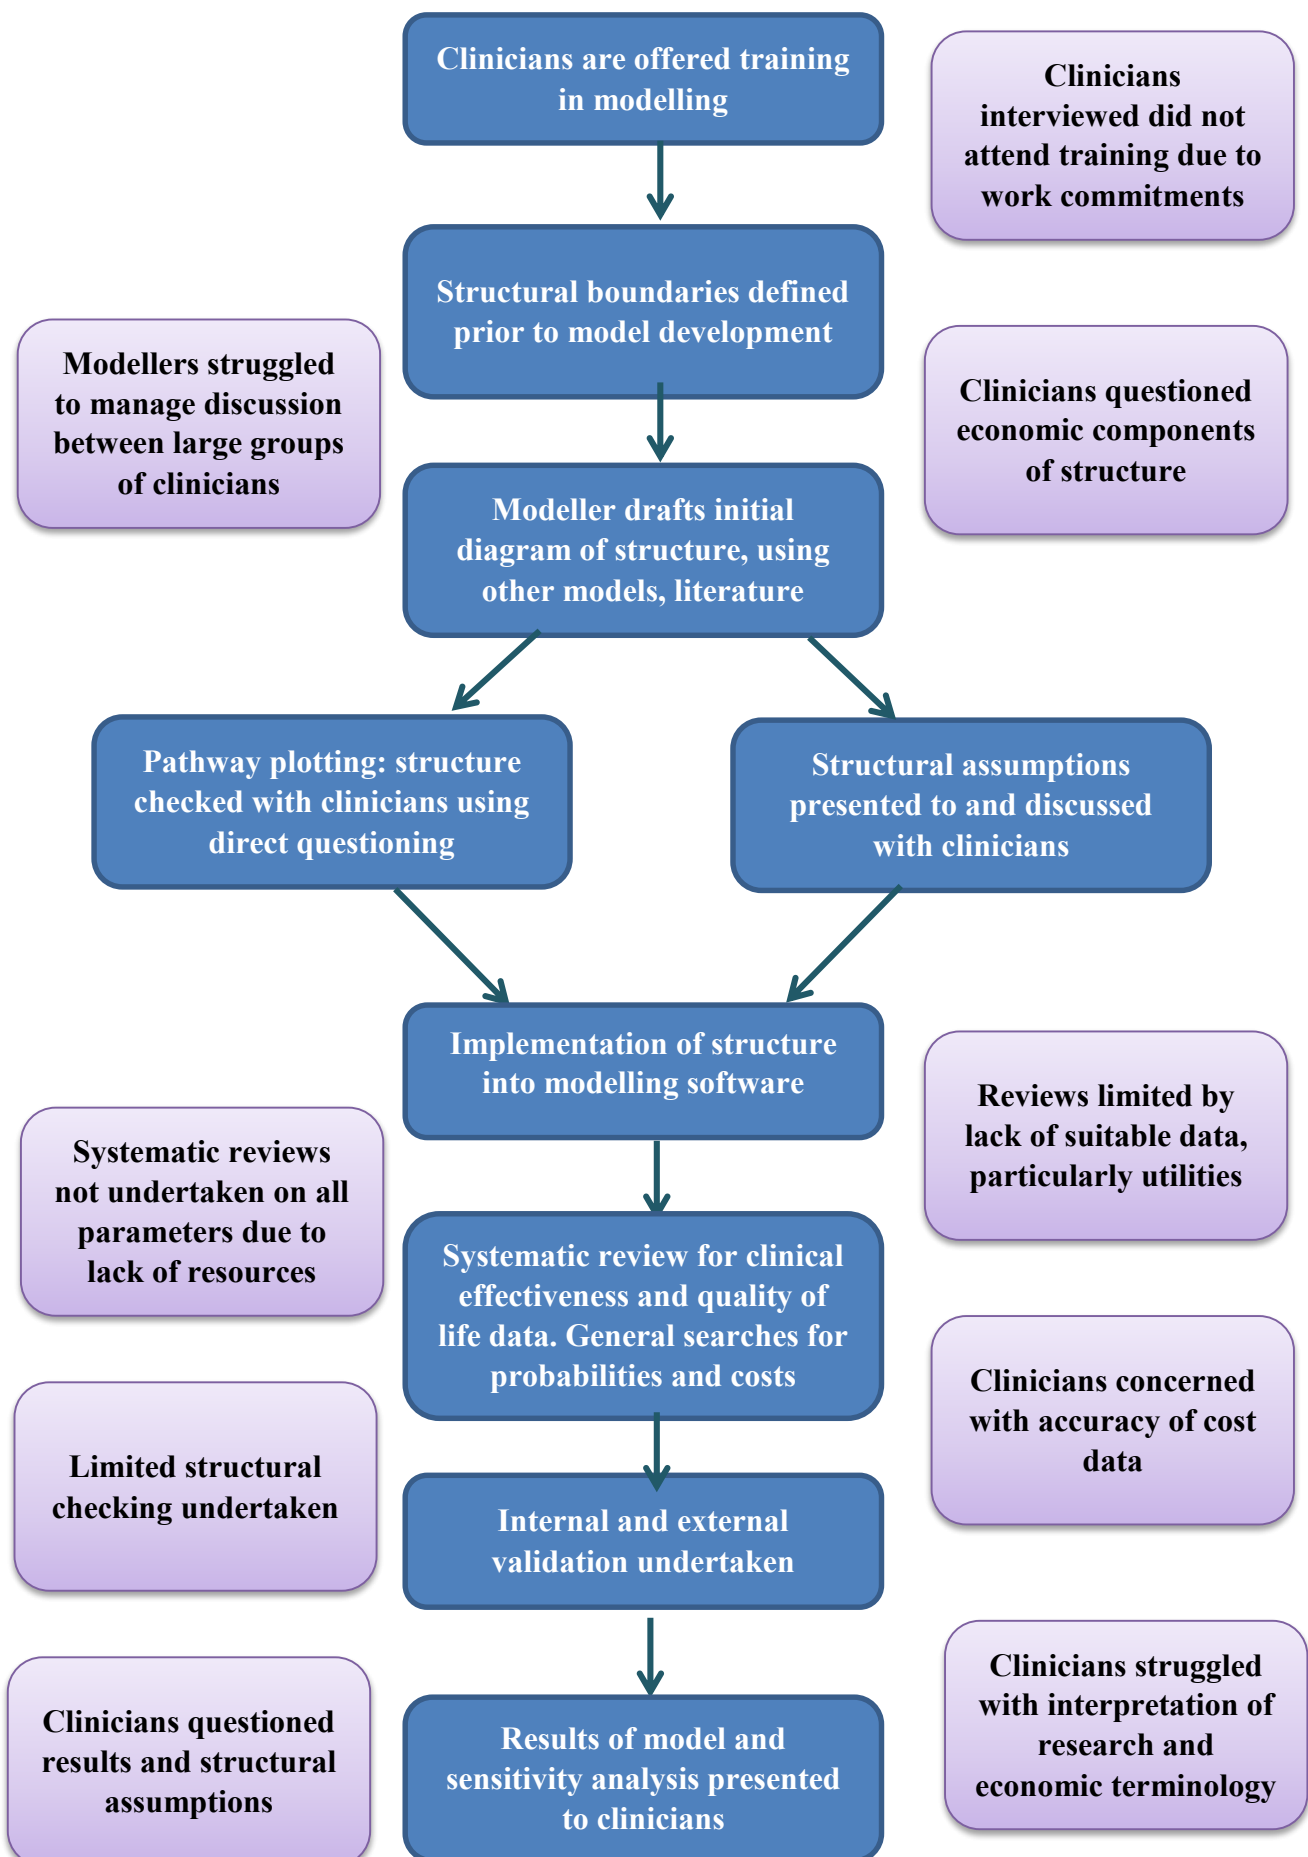 Clinicians are offered training
in modelling
Clinicians
interviewed did not
attend training due to
work commitments
Structural boundaries defined
prior to model development
Modellers struggled
to manage discussion
between large groups
of clinicians
Clinicians questioned
economic components
of structure
Modeller drafts initial
diagram of structure, using
other models, literature
Pathway plotting: structure
checked with clinicians using
direct questioning
Structural assumptions
presented to and discussed
with clinicians
Implementation of structure
into modelling software
Reviews limited by
lack of suitable data,
particularly utilities
Systematic reviews
not undertaken on all
parameters due to
lack of resources
Systematic review for clinical
effectiveness and quality of
life data. General searches for
probabilities and costs
Clinicians concerned
with accuracy of cost
data
Limited structural
checking undertaken
Internal and external
validation undertaken
Clinicians struggled
with interpretation of
research and
economic terminology
Clinicians questioned
results and structural
assumptions
Results of model and
sensitivity analysis presented
to clinicians